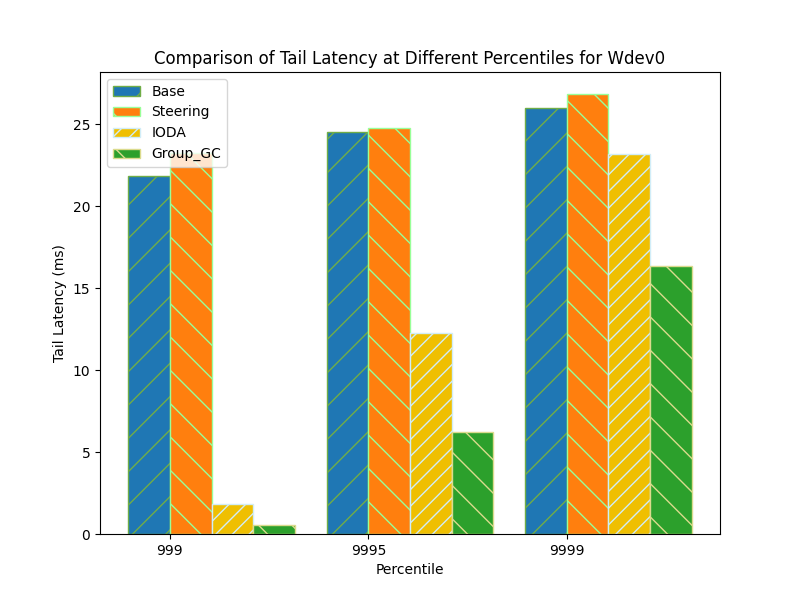 Comparison of Tail Latency at Different Percentiles for Wdev0
Base
Steering
IODA
Group_GC
Tail Latency (ms)
25
20
15
10
5
0
999
9995
9999
Percentile